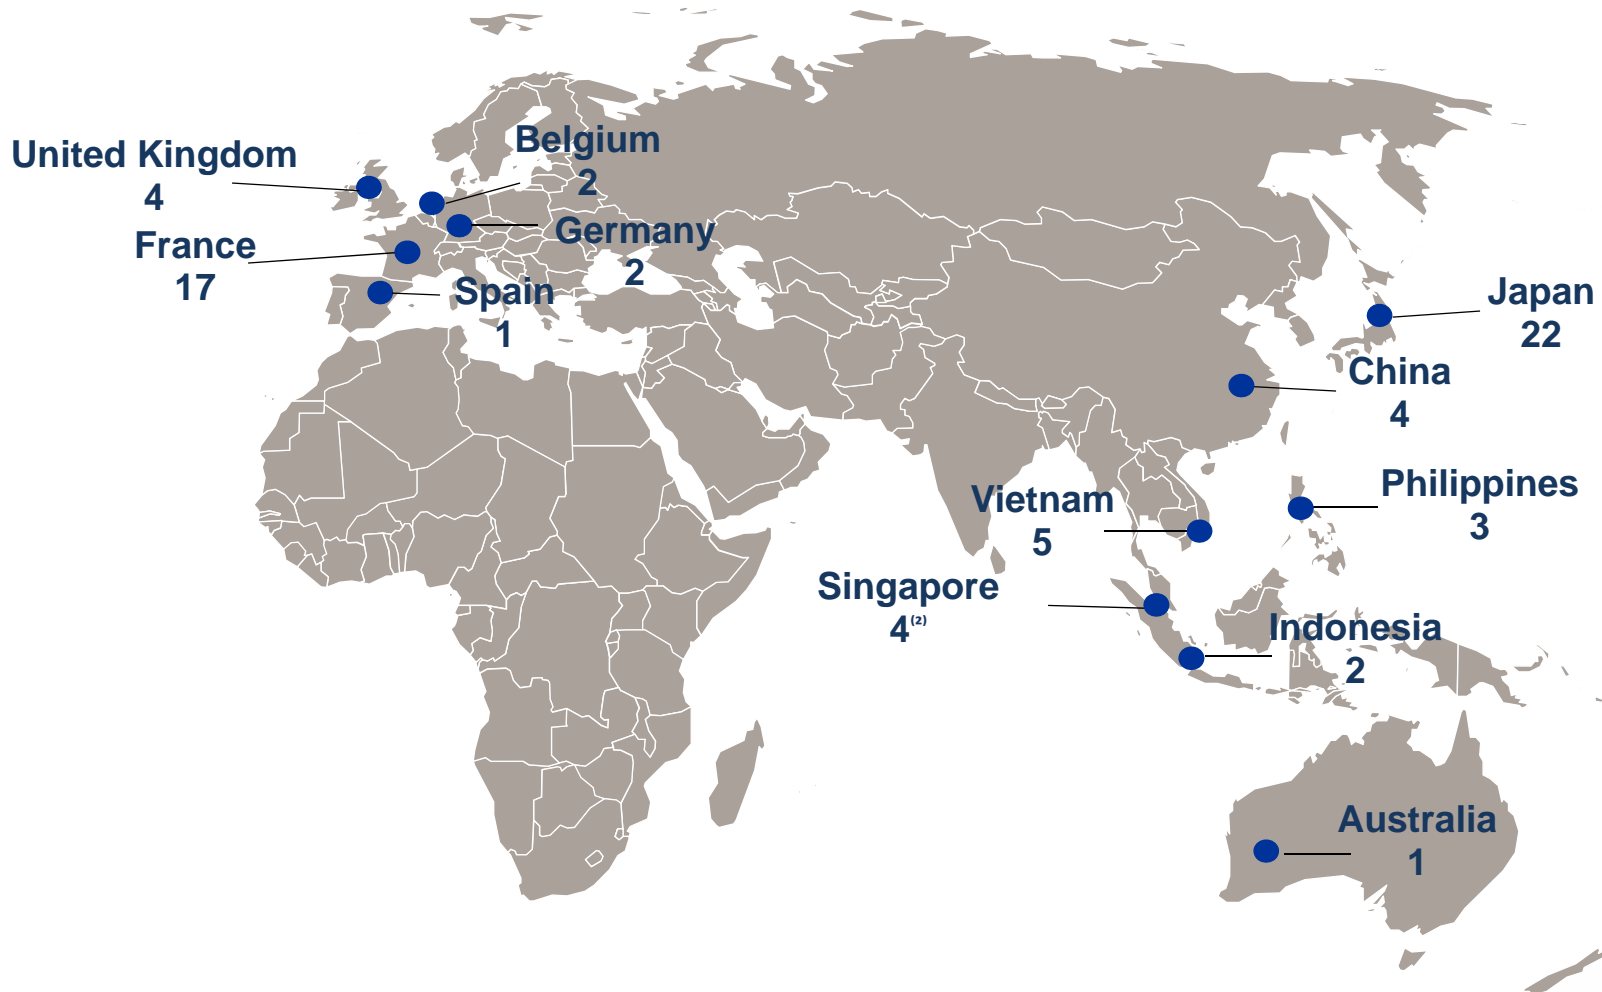 United Kingdom
4
Belgium
2
France
17
Germany
2
Spain
1
Japan
22
China
4
Philippines
3
Vietnam
5
Singapore
4⁽²⁾
Indonesia
2
Australia
1